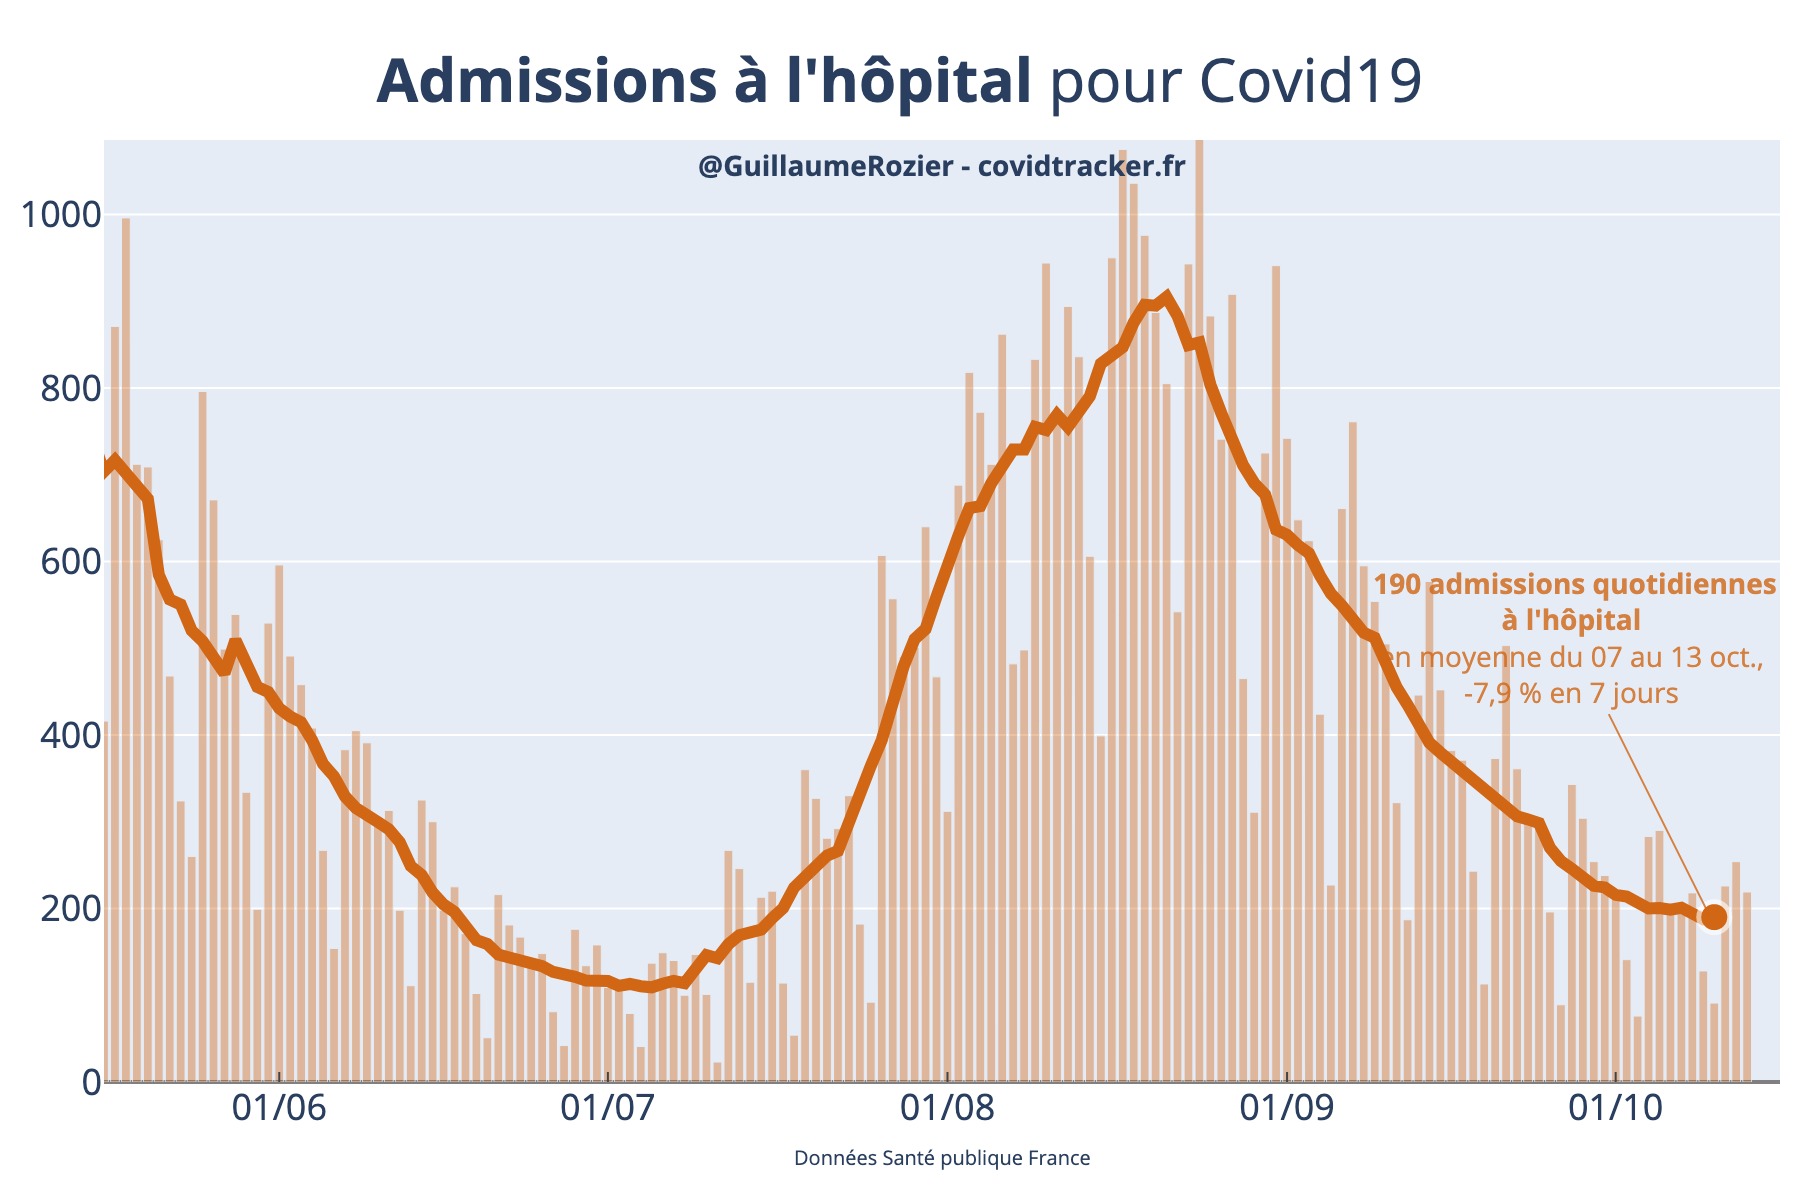 Admissions à l'hôpital pour Covid19
@GuillaumeRozier - covidtracker.fr
1000
800
600
400
200
0
190 admissions quotidiennes
à l'hôpital
en moyenne du 07 au 13 oct.,
-7,9 % en 7 jours
01/06
01/07
01/08
01/09
01/10
Données Santé publique France